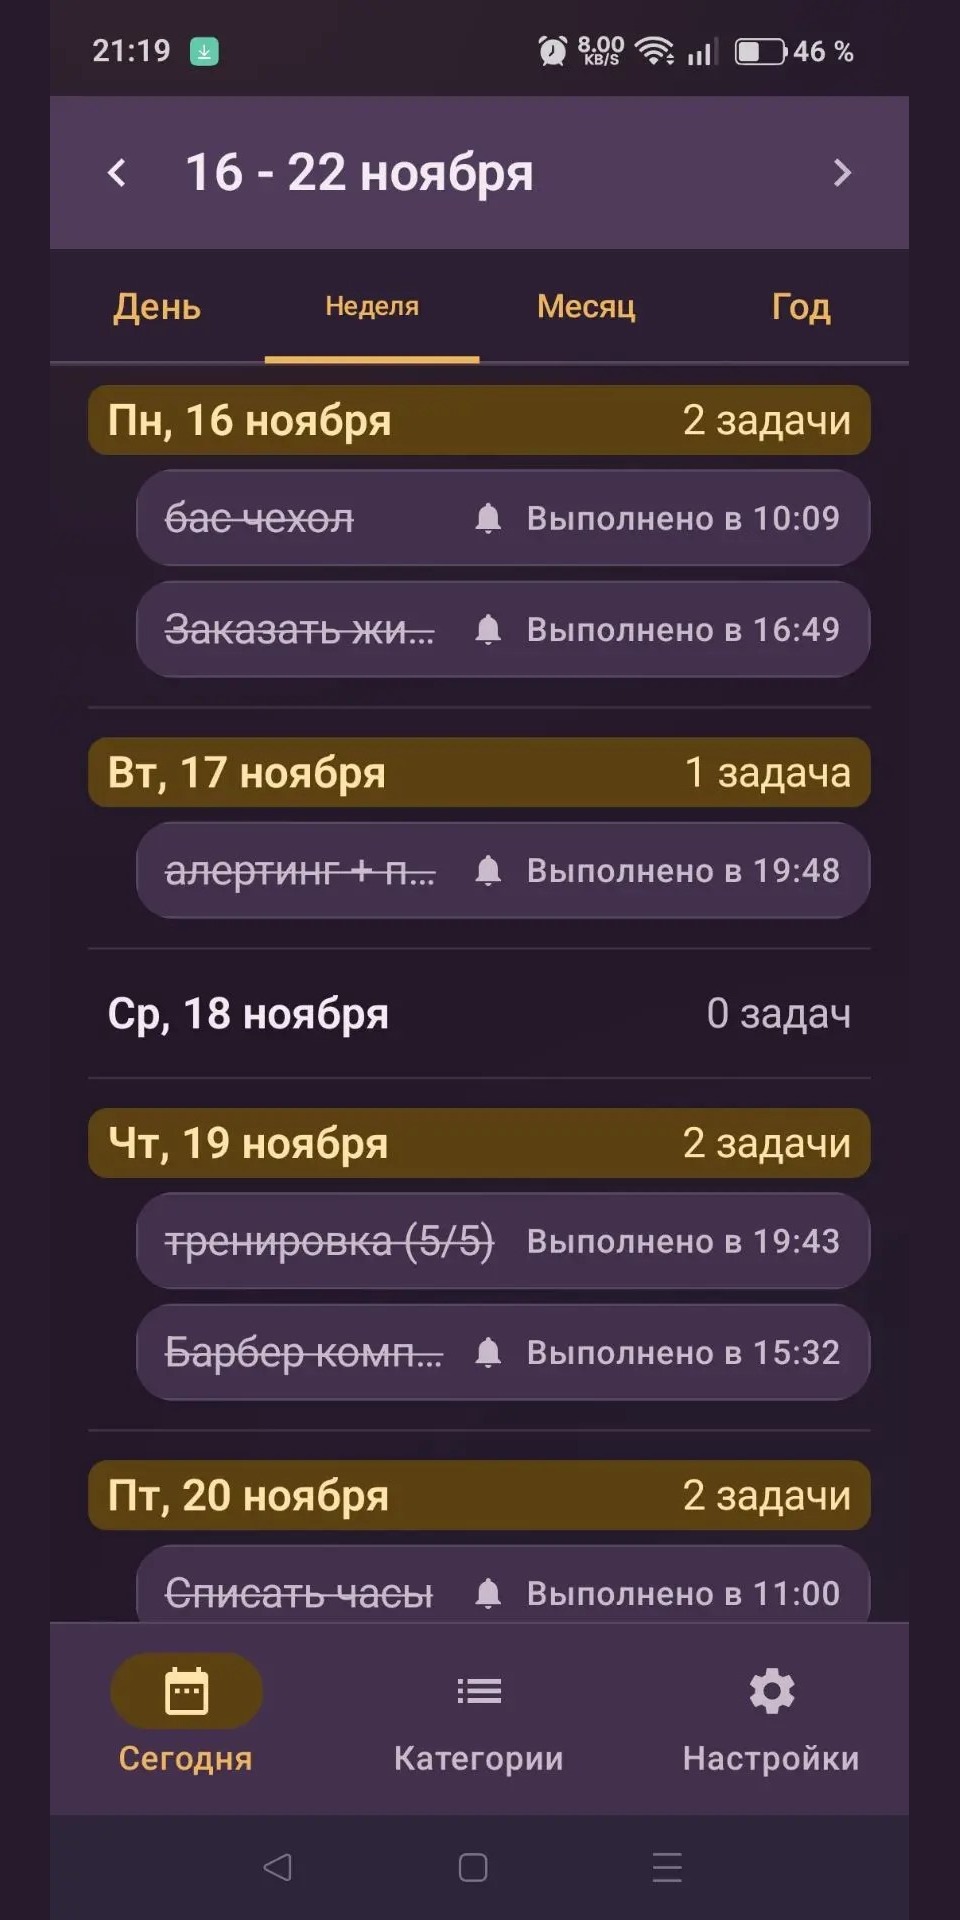 21:19 8.00 KB/S 46 %
16 - 22 ноября
День Неделя Месяц Год
Пн, 16 ноября 2 задачи
бас чехол Выполнено в 10:09
Заказать жи... Выполнено в 16:49
Вт, 17 ноября 1 задача
алертинг + п... Выполнено в 19:48
Ср, 18 ноября 0 задач
Чт, 19 ноября 2 задачи
тренировка (5/5) Выполнено в 19:43
Барбер комп... Выполнено в 15:32
Пт, 20 ноября 2 задачи
Списать часы Выполнено в 11:00
Сегодня Категории Настройки